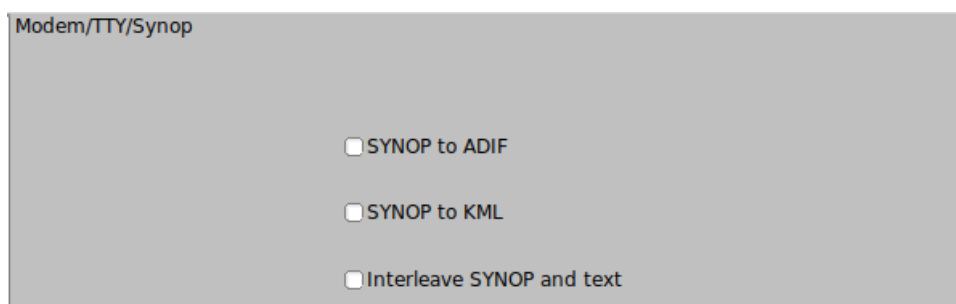 Modem/TTY/Synop
SYNOP to ADIF
SYNOP to KML
Interleave SYNOP and text